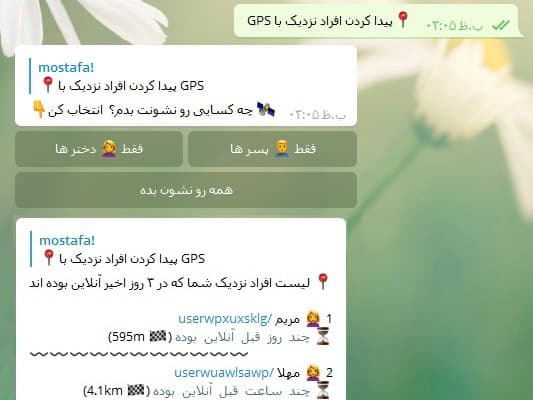 📍 پیدا کردن افراد نزدیک با GPS
۰۳:۰۵ ب.ظ
mostafa!
📍 پیدا کردن افراد نزدیک با GPS
🛰 چه کسایی رو نشونت بدم؟ انتخاب کن👇
۰۳:۰۵ ب.ظ
فقط 🙎‍♂️ پسر ها
فقط 🙎‍♀️ دختر ها
همه رو نشون بده
mostafa!
📍 پیدا کردن افراد نزدیک با GPS
📍 لیست افراد نزدیک شما که در ۳ روز اخیر آنلاین بوده اند
1 🙎‍♀️ مریم /userwpxuxsklg
⏳ چند روز قبل آنلاین بوده (🏁 595m)
〰〰〰〰〰〰〰〰〰〰〰
2 🙎‍♀️ مهلا /userwuawlsawp
⏳ چند ساعت قبل آنلاین بوده (🏁 4.1km)